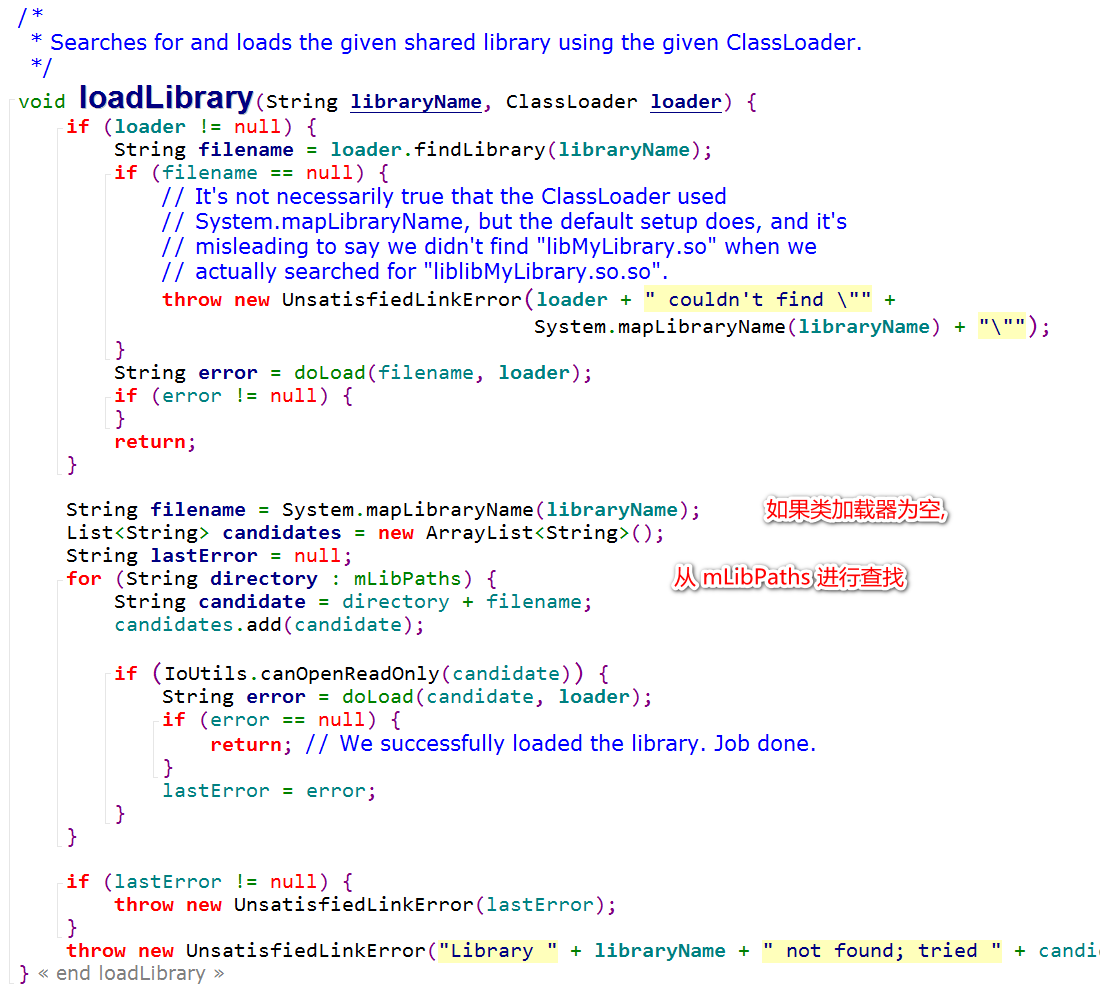 /*
 * Searches for and loads the given shared library using the given ClassLoader.
 */
void loadLibrary(String libraryName, ClassLoader loader) {
    if (loader != null) {
        String filename = loader.findLibrary(libraryName);
        if (filename == null) {
            // It's not necessarily true that the ClassLoader used
            // System.mapLibraryName, but the default setup does, and it's
            // misleading to say we didn't find "libMyLibrary.so" when we
            // actually searched for "liblibMyLibrary.so.so".
            throw new UnsatisfiedLinkError(loader + " couldn't find \"" +
                                           System.mapLibraryName(libraryName) + "\"");
        }
        String error = doLoad(filename, loader);
        if (error != null) {
        }
        return;
    }
    String filename = System.mapLibraryName(libraryName); 如果类加载器为空,
    List<String> candidates = new ArrayList<String>();
    String lastError = null;
    for (String directory : mLibPaths) { 从 mLibPaths 进行查找
        String candidate = directory + filename;
        candidates.add(candidate);
        if (IoUtils.canOpenReadOnly(candidate)) {
            String error = doLoad(candidate, loader);
            if (error == null) {
                return; // We successfully loaded the library. Job done.
            }
            lastError = error;
        }
    }
    if (lastError != null) {
        throw new UnsatisfiedLinkError(lastError);
    }
    throw new UnsatisfiedLinkError("Library " + libraryName + " not found; tried " + candi
} « end loadLibrary »